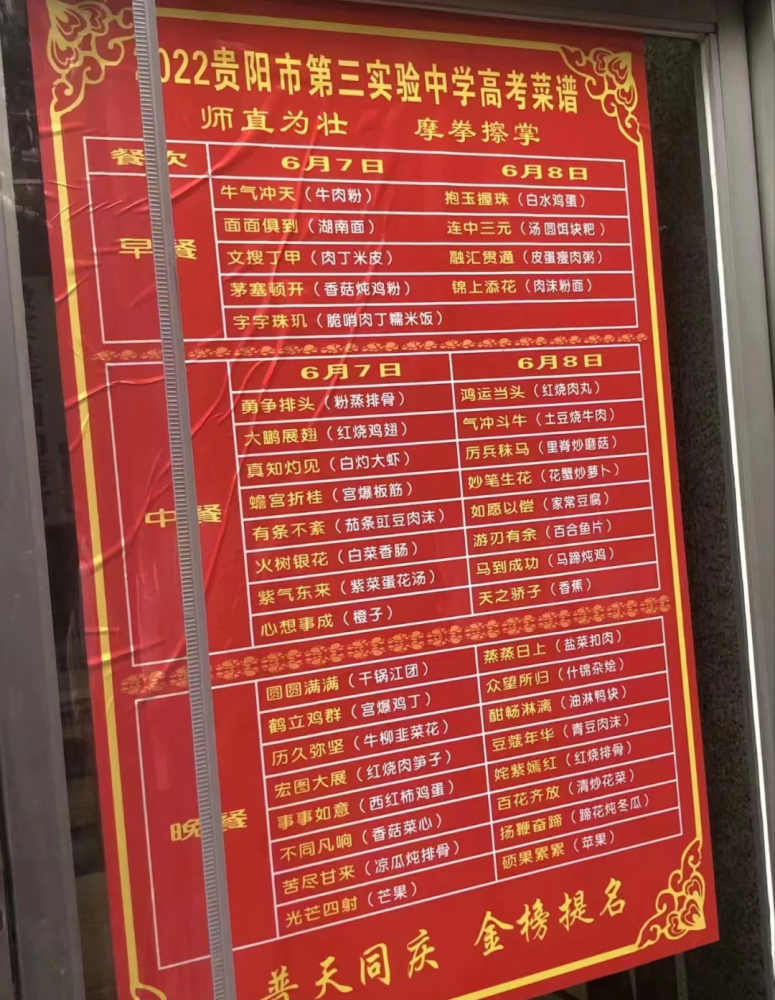 2022贵阳市第三实验中学高考菜谱
师直为壮 摩拳擦掌
餐次 6月7日 6月8日
早餐
牛气冲天（牛肉粉） 抱玉握珠（白水鸡蛋）
面面俱到（湖南面） 连中三元（汤圆饵块粑）
文搜丁甲（肉丁米皮） 融汇贯通（皮蛋瘦肉粥）
茅塞顿开（香菇炖鸡粉） 锦上添花（肉沫粉面）
字字珠玑（脆哨肉丁糯米饭）
6月7日 6月8日
中餐
勇争排头（粉蒸排骨） 鸿运当头（红烧肉丸）
大鹏展翅（红烧鸡翅） 气冲斗牛（土豆烧牛肉）
真知灼见（白灼大虾） 厉兵秣马（里脊炒磨菇）
蟾宫折桂（宫爆板筋） 妙笔生花（花蟹炒萝卜）
有条不紊（茄条豇豆肉沫） 如愿以偿（家常豆腐）
火树银花（白菜香肠） 游刃有余（百合鱼片）
紫气东来（紫菜蛋花汤） 马到成功（马蹄炖鸡）
心想事成（橙子） 天之骄子（香蕉）
晚餐
圆圆满满（干锅江团） 蒸蒸日上（盐菜扣肉）
鹤立鸡群（宫爆鸡丁） 众望所归（什锦杂烩）
历久弥坚（牛柳韭菜花） 酣畅淋漓（油淋鸭块）
宏图大展（红烧肉笋子） 豆蔻年华（青豆肉沫）
事事如意（西红柿鸡蛋） 姹紫嫣红（红烧排骨）
不同凡响（香菇菜心） 百花齐放（清炒花菜）
苦尽甘来（凉瓜炖排骨） 扬鞭奋蹄（蹄花炖冬瓜）
光芒四射（芒果） 硕果累累（苹果）
普天同庆 金榜提名